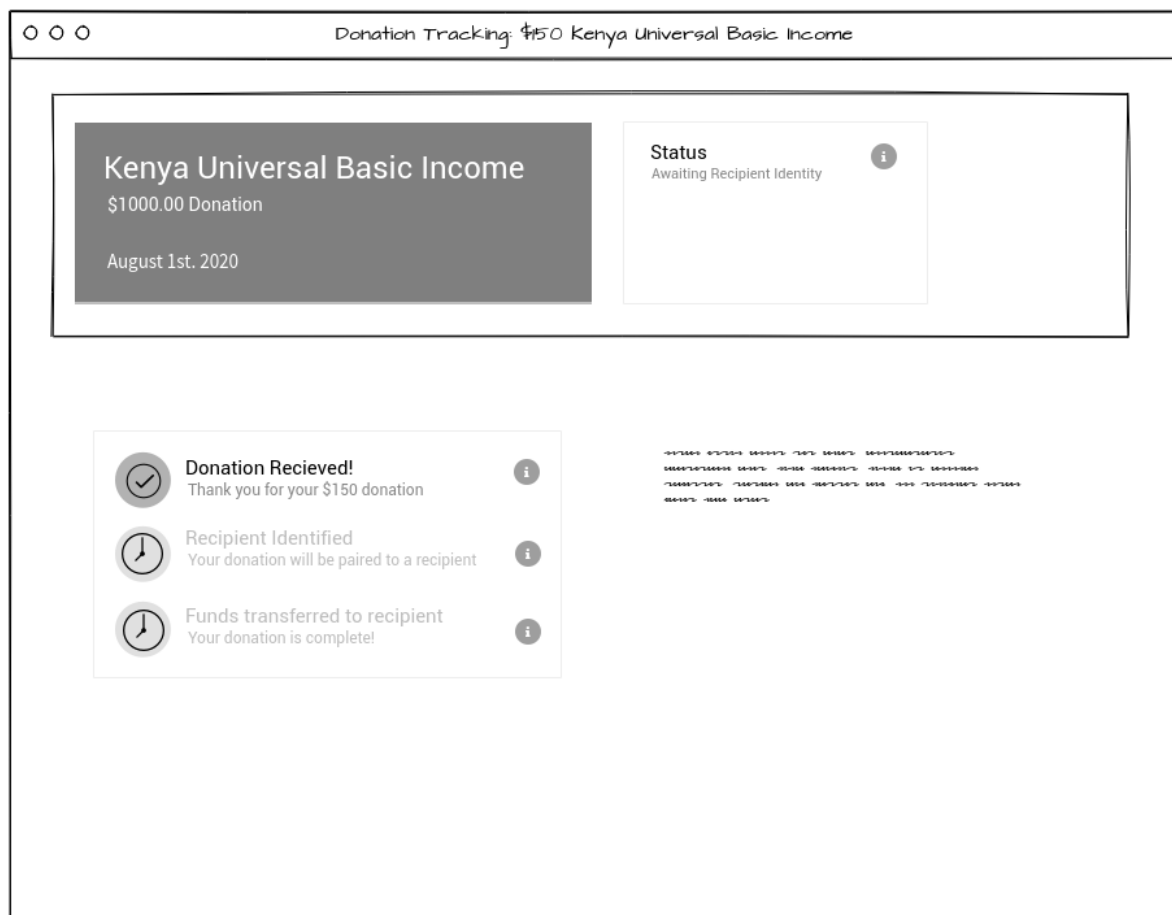 Donation Tracking: $150 Kenya Universal Basic Income
Kenya Universal Basic Income
$1000.00 Donation
August 1st. 2020
Status
Awaiting Recipient Identity
Donation Recieved!
Thank you for your $150 donation
Recipient Identified
Your donation will be paired to a recipient
Funds transferred to recipient
Your donation is complete!